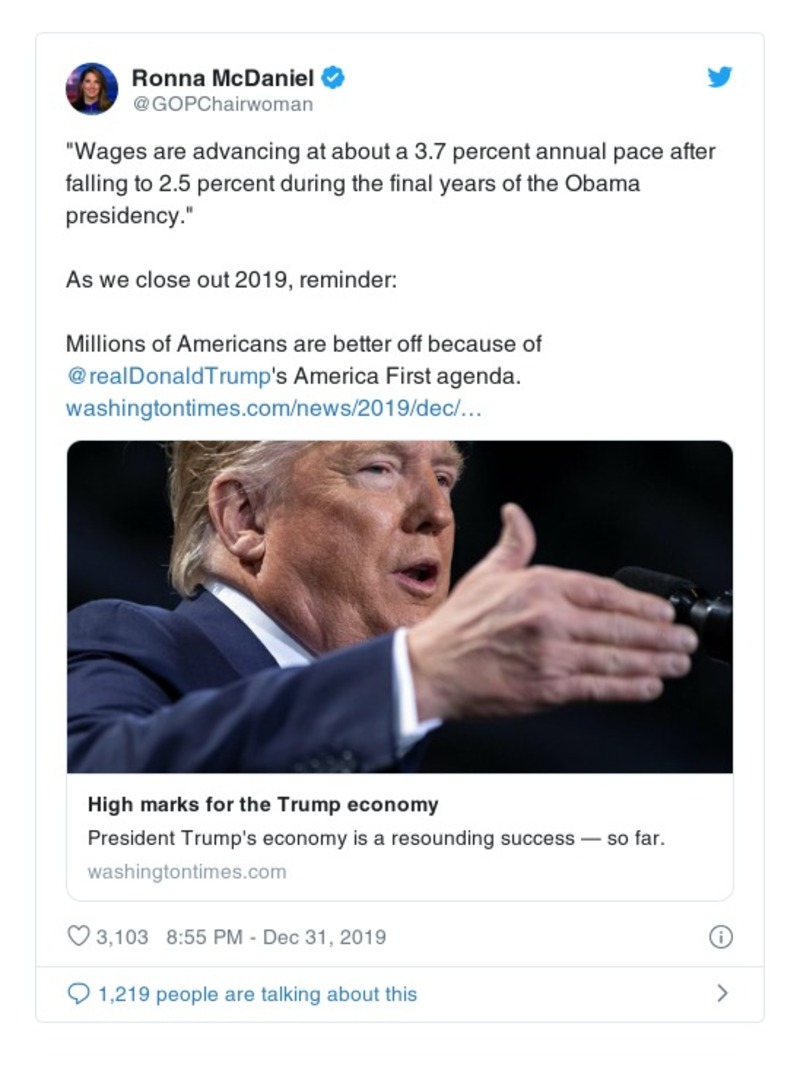 Ronna McDaniel
@GOPChairwoman
"Wages are advancing at about a 3.7 percent annual pace after
falling to 2.5 percent during the final years of the Obama
presidency."
As we close out 2019, reminder:
Millions of Americans are better off because of
@realDonaldTrump's America First agenda.
washingtontimes.com/news/2019/dec/…
High marks for the Trump economy
President Trump's economy is a resounding success — so far.
washingtontimes.com
3,103 8:55 PM - Dec 31, 2019
1,219 people are talking about this